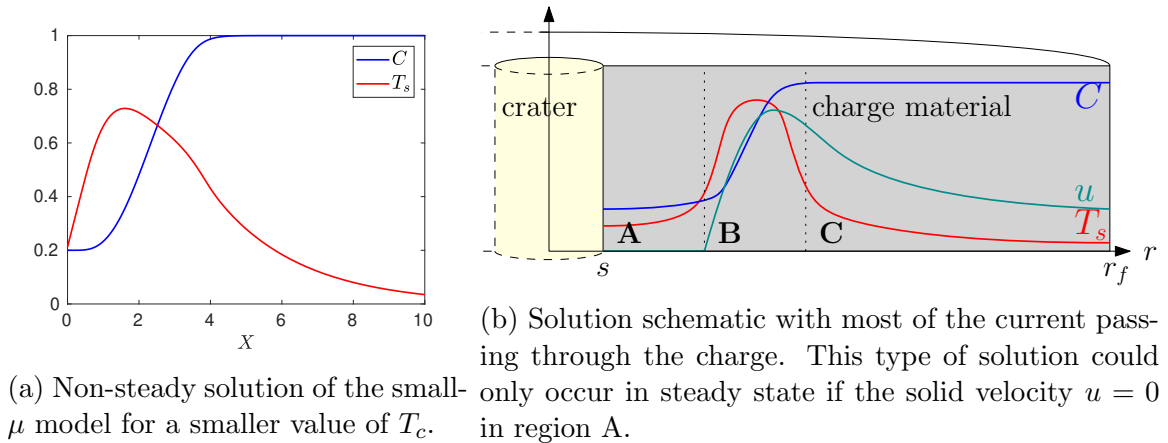 1
0.8
0.6
0.4
0.2
0
0 2 4 6 8 10
X
C
T_s
crater
charge material
C
u
T_s
A B C
s
r_f r
(a) Non-steady solution of the small-
μ model for a smaller value of T_c.
(b) Solution schematic with most of the current pass-
ing through the charge. This type of solution could
only occur in steady state if the solid velocity u = 0
in region A.